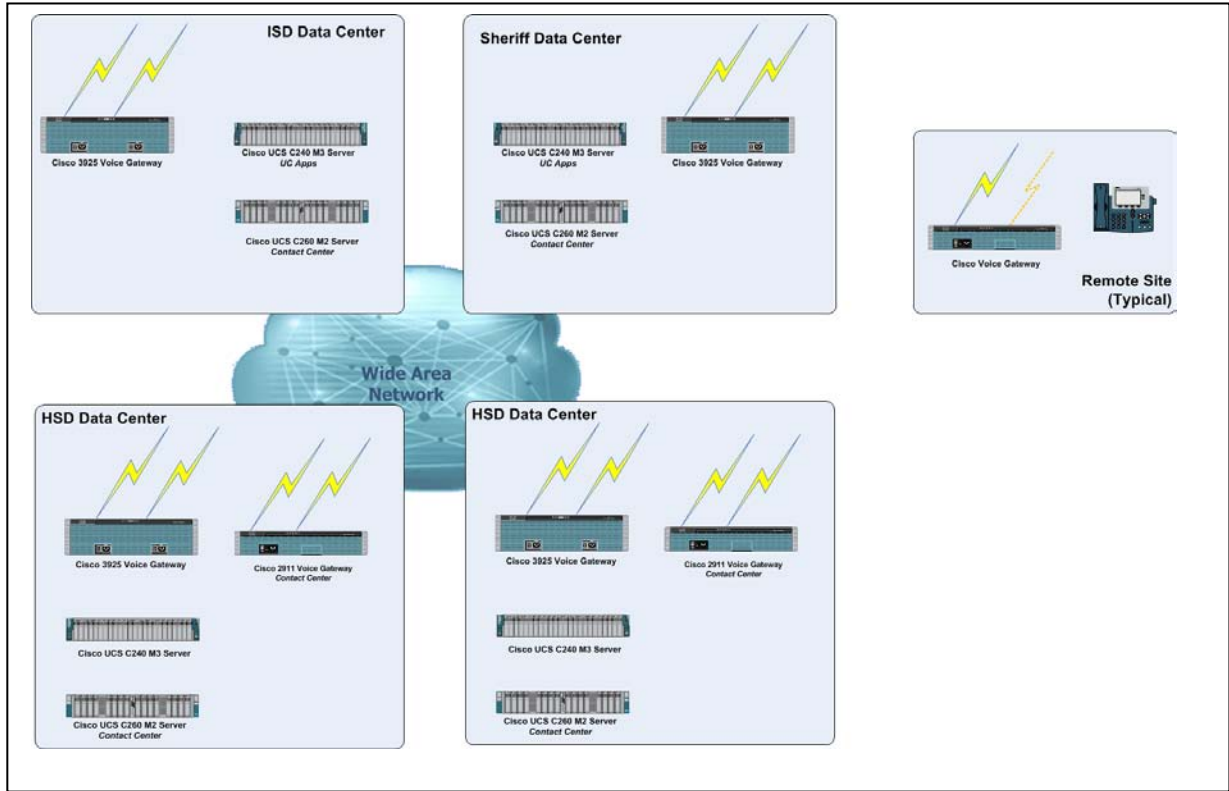 ISD Data Center
Cisco 3925 Voice Gateway
Cisco UCS C240 M3 Server
UC Apps
Cisco UCS C260 M2 Server
Contact Center
Sheriff Data Center
Cisco UCS C240 M3 Server
UC Apps
Cisco 3925 Voice Gateway
Cisco UCS C260 M2 Server
Contact Center
Cisco Voice Gateway
Remote Site
(Typical)
Wide Area
Network
HSD Data Center
Cisco 3925 Voice Gateway
Cisco 2911 Voice Gateway
Contact Center
Cisco UCS C240 M3 Server
Cisco UCS C260 M2 Server
Contact Center
HSD Data Center
Cisco 3925 Voice Gateway
Cisco 2911 Voice Gateway
Contact Center
Cisco UCS C240 M3 Server
Cisco UCS C260 M2 Server
Contact Center